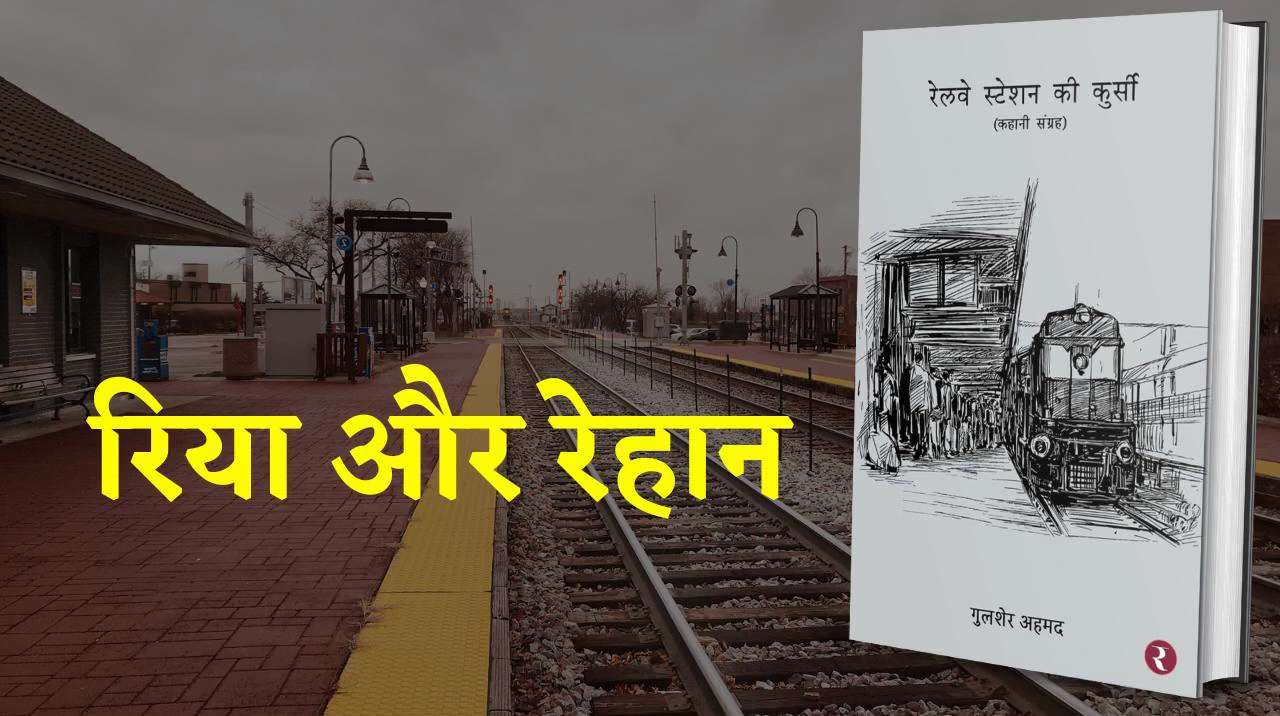 रिया और रेहान
रेलवे स्टेशन की कुर्सी
(कहानी संग्रह)
गुलशेर अहमद